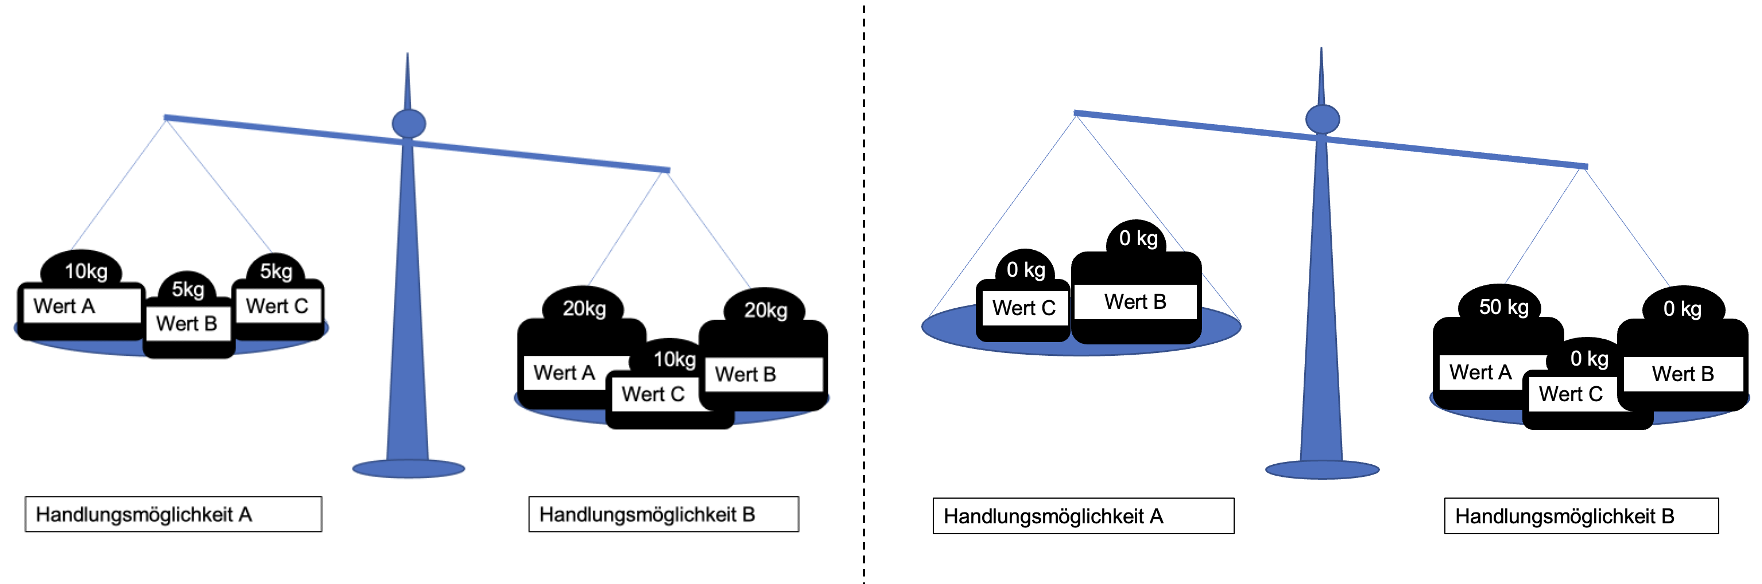 10kg
Wert A
5kg
Wert B
5kg
Wert C
20kg
Wert A
10kg
Wert C
20kg
Wert B
Handlungsmöglichkeit A
Handlungsmöglichkeit B
0 kg
Wert C
0 kg
Wert B
50 kg
Wert A
0 kg
Wert C
0 kg
Wert B
Handlungsmöglichkeit A
Handlungsmöglichkeit B